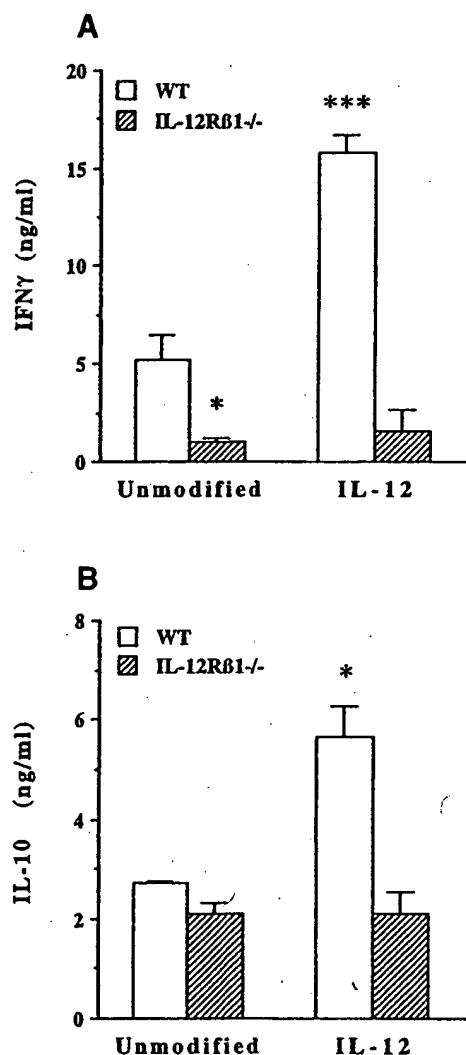 A
20
15
10
5
0
IFNγ (ng/ml)
WT
IL-12Rß1-/-
*
***
Unmodified
IL-12
B
8
6
4
2
0
IL-10 (ng/ml)
WT
IL-12Rß1-/-
*
Unmodified
IL-12